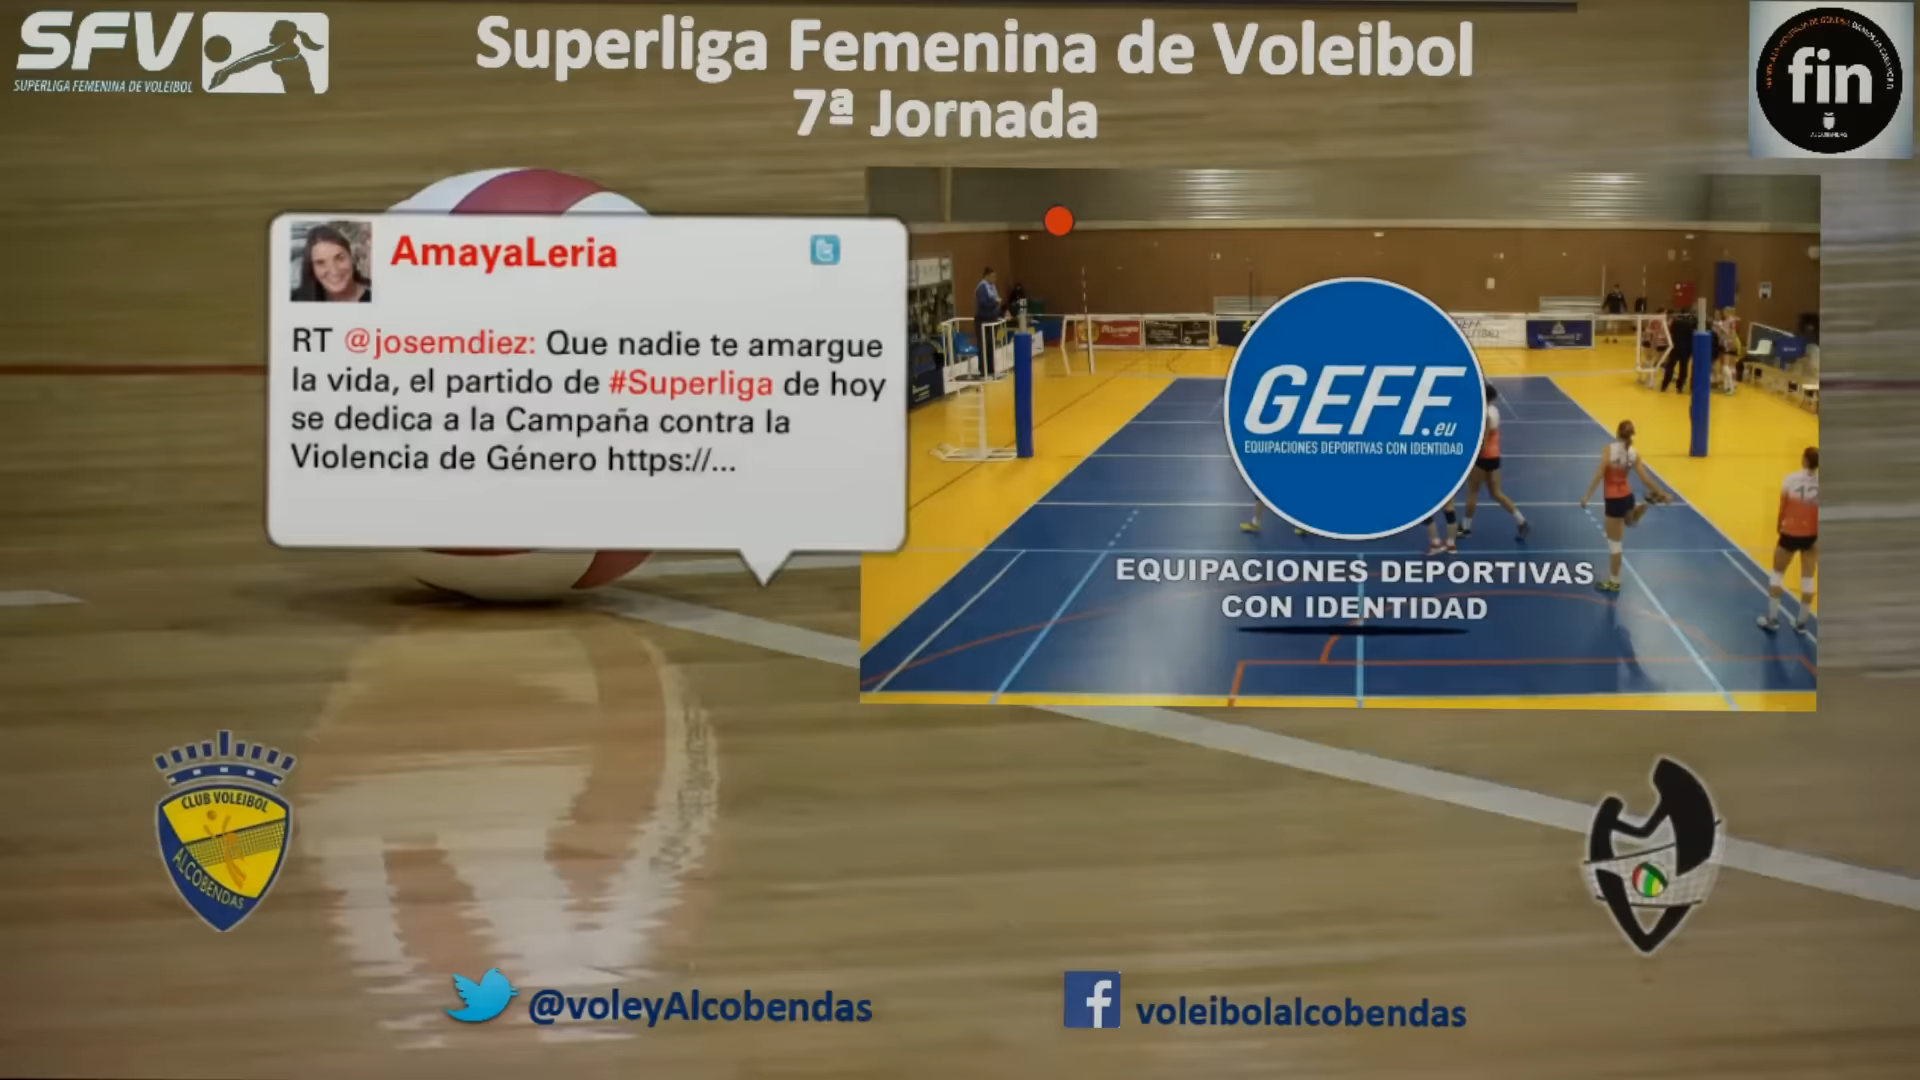 SFV
SUPERLIGA FEMENINA DE VOLEIBOL
Superliga Femenina de Voleibol
7ª Jornada
fin
ALCOBENDAS
AmayaLeria
RT @josemdiez: Que nadie te amargue
la vida, el partido de #Superliga de hoy
se dedica a la Campaña contra la
Violencia de Género https://...
GEFF.eu
EQUIPACIONES DEPORTIVAS CON IDENTIDAD
EQUIPACIONES DEPORTIVAS
CON IDENTIDAD
12
CLUB VOLEIBOL
ALCOBENDAS
@voleyAlcobendas
voleibolalcobendas